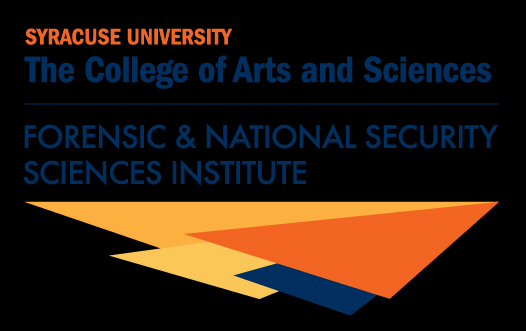 SYRACUSE UNIVERSITY
The College of Arts and Sciences
FORENSIC & NATIONAL SECURITY
SCIENCES INSTITUTE